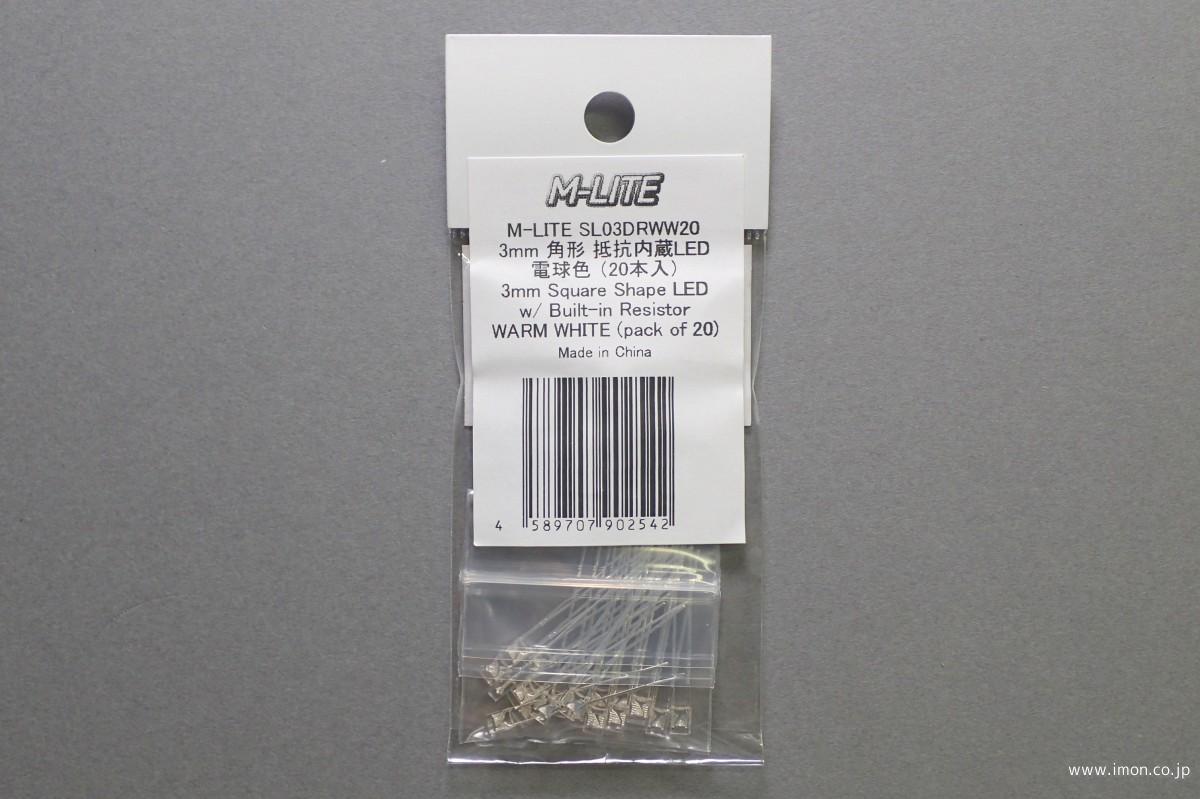 M-LITE
M-LITE SL03DRWW20
3mm 角形 抵抗内蔵LED
電球色 (20本入)
3mm Square Shape LED
w/ Built-in Resistor
WARM WHITE (pack of 20)
Made in China
4 589707 902542
www.imon.co.jp